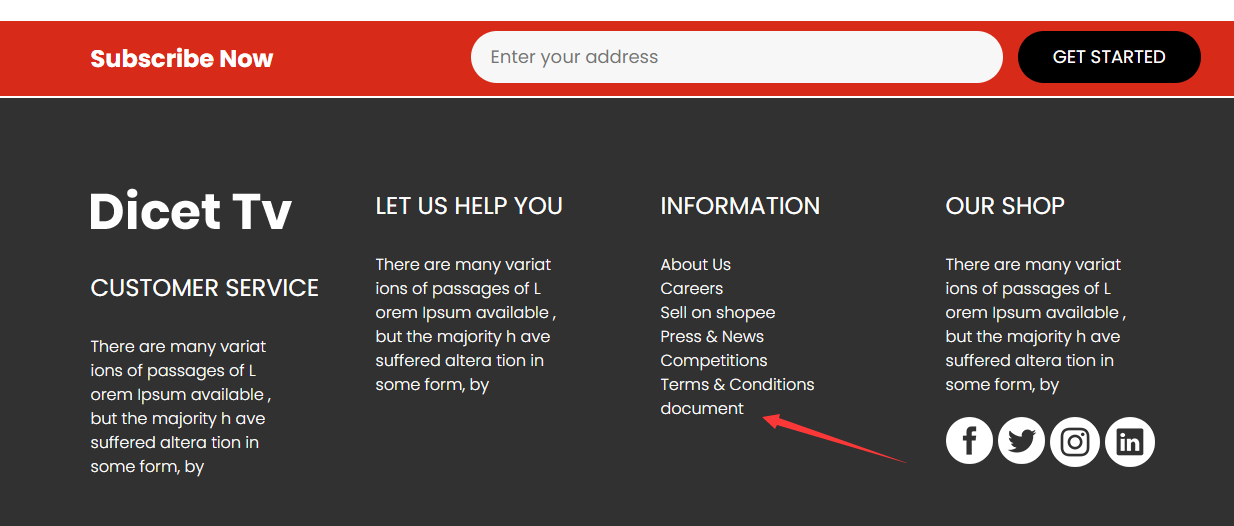 Subscribe Now
Enter your address
GET STARTED
Dicet Tv
CUSTOMER SERVICE
There are many variat
ions of passages of L
orem Ipsum available ,
but the majority h ave
suffered altera tion in
some form, by
LET US HELP YOU
There are many variat
ions of passages of L
orem Ipsum available ,
but the majority h ave
suffered altera tion in
some form, by
INFORMATION
About Us
Careers
Sell on shopee
Press & News
Competitions
Terms & Conditions
document
OUR SHOP
There are many variat
ions of passages of L
orem Ipsum available ,
but the majority h ave
suffered altera tion in
some form, by